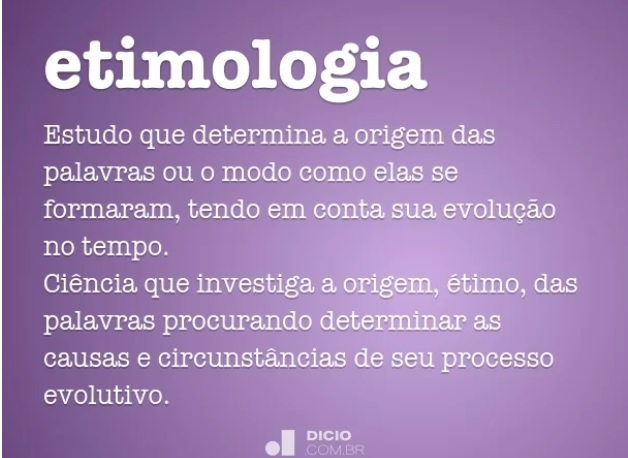 etimologia
Estudo que determina a origem das
palavras ou o modo como elas se
formaram, tendo em conta sua evolução
no tempo.
Ciência que investiga a origem, étimo, das
palavras procurando determinar as
causas e circunstâncias de seu processo
evolutivo.
DICIO
.COM.BR